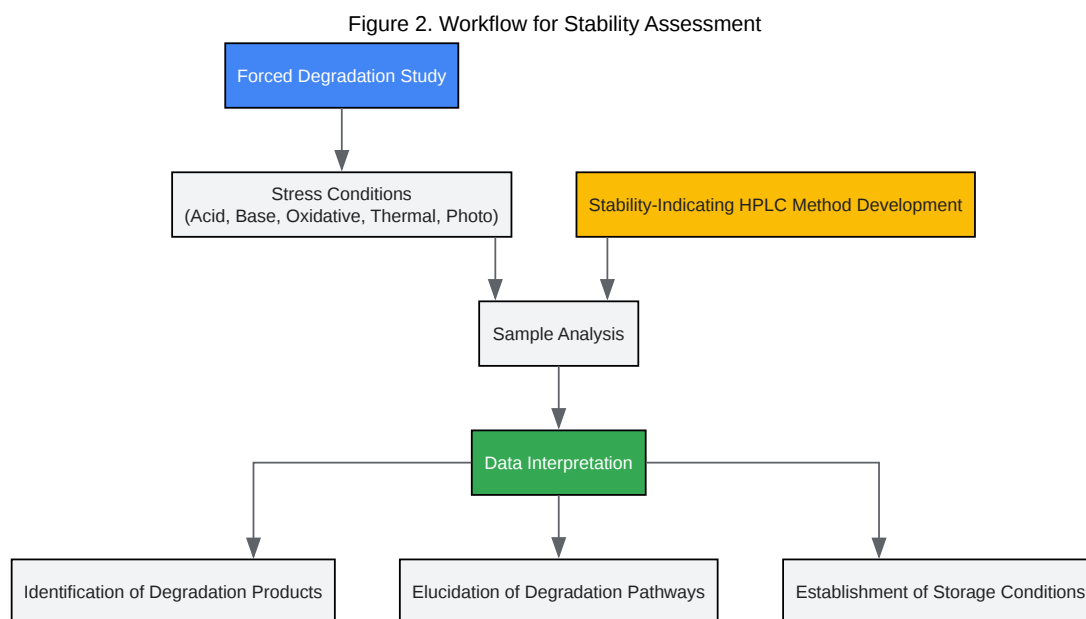 Figure 2. Workflow for Stability Assessment
Forced Degradation Study
Stress Conditions
(Acid, Base, Oxidative, Thermal, Photo)
Stability-Indicating HPLC Method Development
Sample Analysis
Data Interpretation
Identification of Degradation Products
Elucidation of Degradation Pathways
Establishment of Storage Conditions